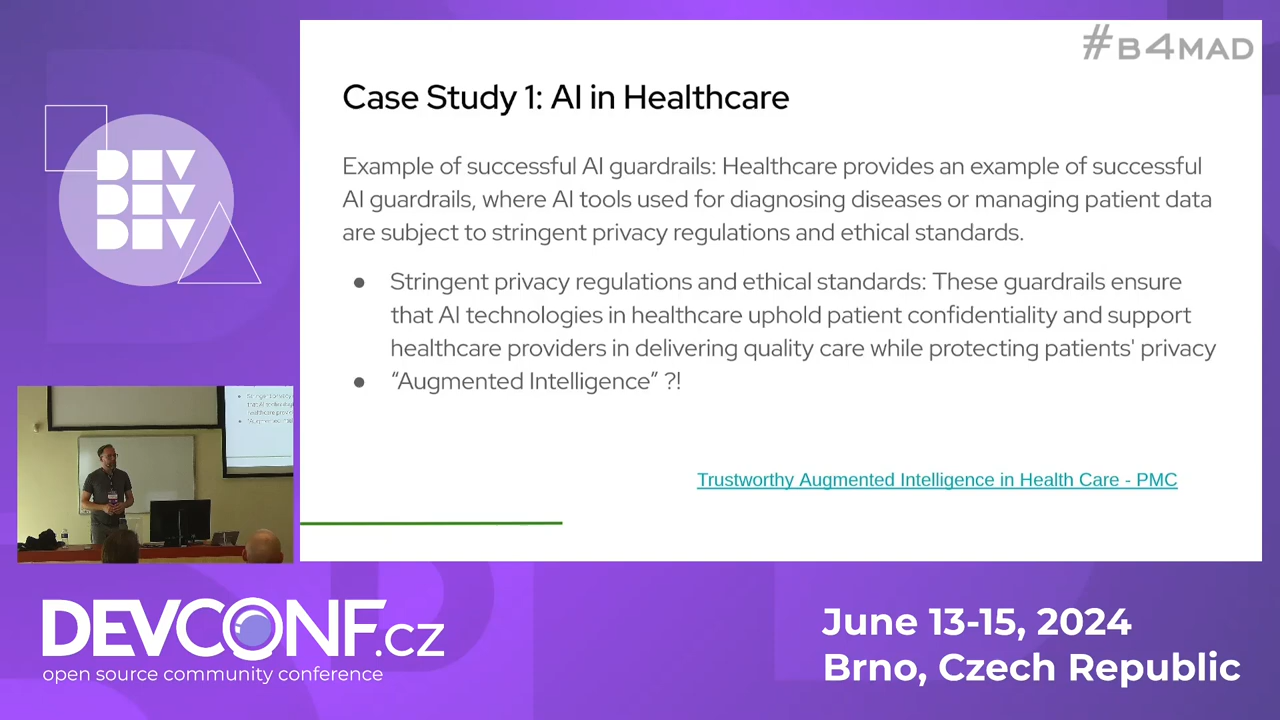 #B4MAD
Case Study 1: AI in Healthcare
Example of successful AI guardrails: Healthcare provides an example of successful
AI guardrails, where AI tools used for diagnosing diseases or managing patient data
are subject to stringent privacy regulations and ethical standards.
● Stringent privacy regulations and ethical standards: These guardrails ensure
that AI technologies in healthcare uphold patient confidentiality and support
healthcare providers in delivering quality care while protecting patients' privacy
● “Augmented Intelligence” ?!
Trustworthy Augmented Intelligence in Health Care - PMC
DEV
DEV
DEV
DEVCONF.cz
open source community conference
June 13-15, 2024
Brno, Czech Republic